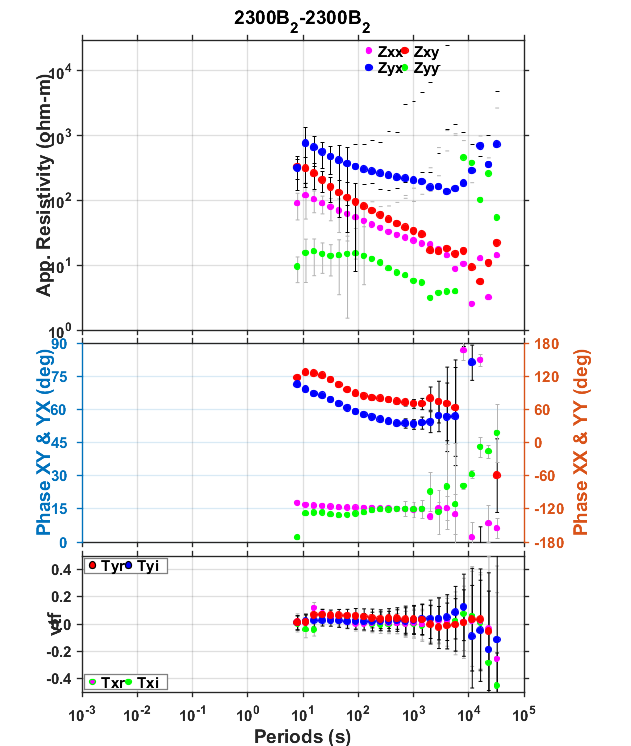 2300B_2-2300B_2
Zxx Zxy
Zyx Zyy
App. Resistivity (ohm-m)
10^4
10^3
10^2
10^1
10^0
Phase XY & YX (deg)
90
75
60
45
30
15
0
Phase XX & YY (deg)
180
120
60
0
-60
-120
-180
Tyr Tyi
0.4
0.2
0.0
-0.2
-0.4
Txr Txi
10^-3 10^-2 10^-1 10^0 10^1 10^2 10^3 10^4 10^5
Periods (s)